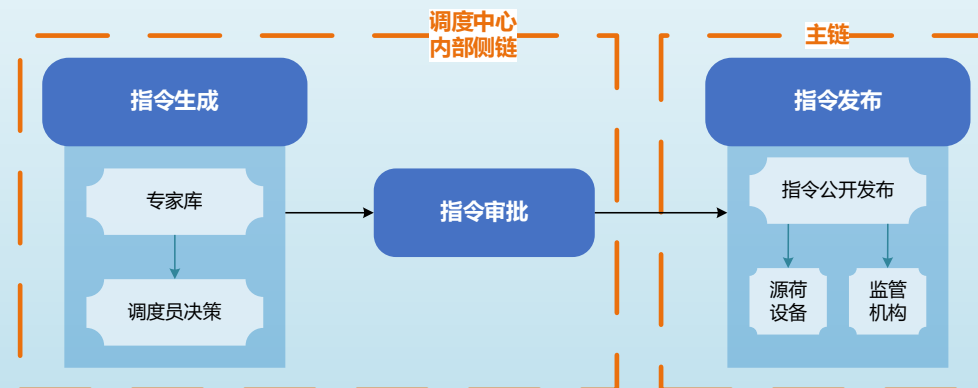 调度中心
内部侧链
主链
指令生成
专家库
调度员决策
指令审批
指令发布
指令公开发布
源荷
设备
监管
机构